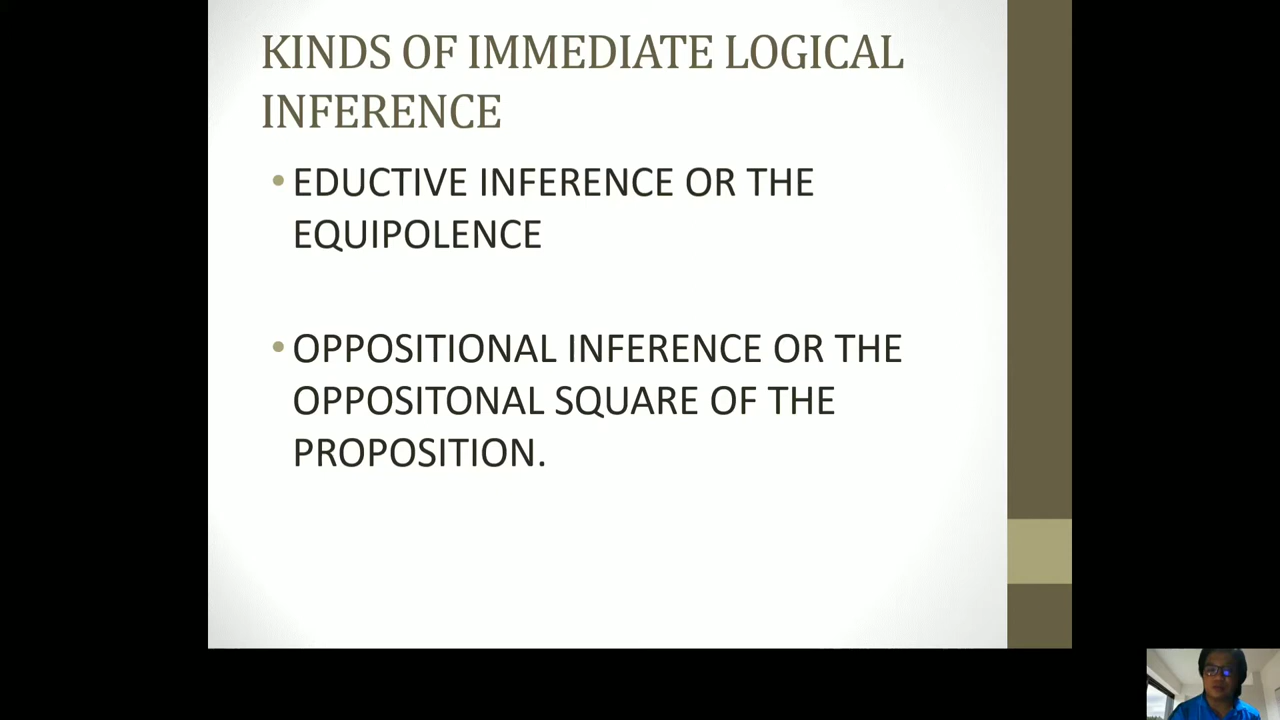 KINDS OF IMMEDIATE LOGICAL
INFERENCE
• EDUCTIVE INFERENCE OR THE
EQUIPOLENCE
• OPPOSITIONAL INFERENCE OR THE
OPPOSITONAL SQUARE OF THE
PROPOSITION.